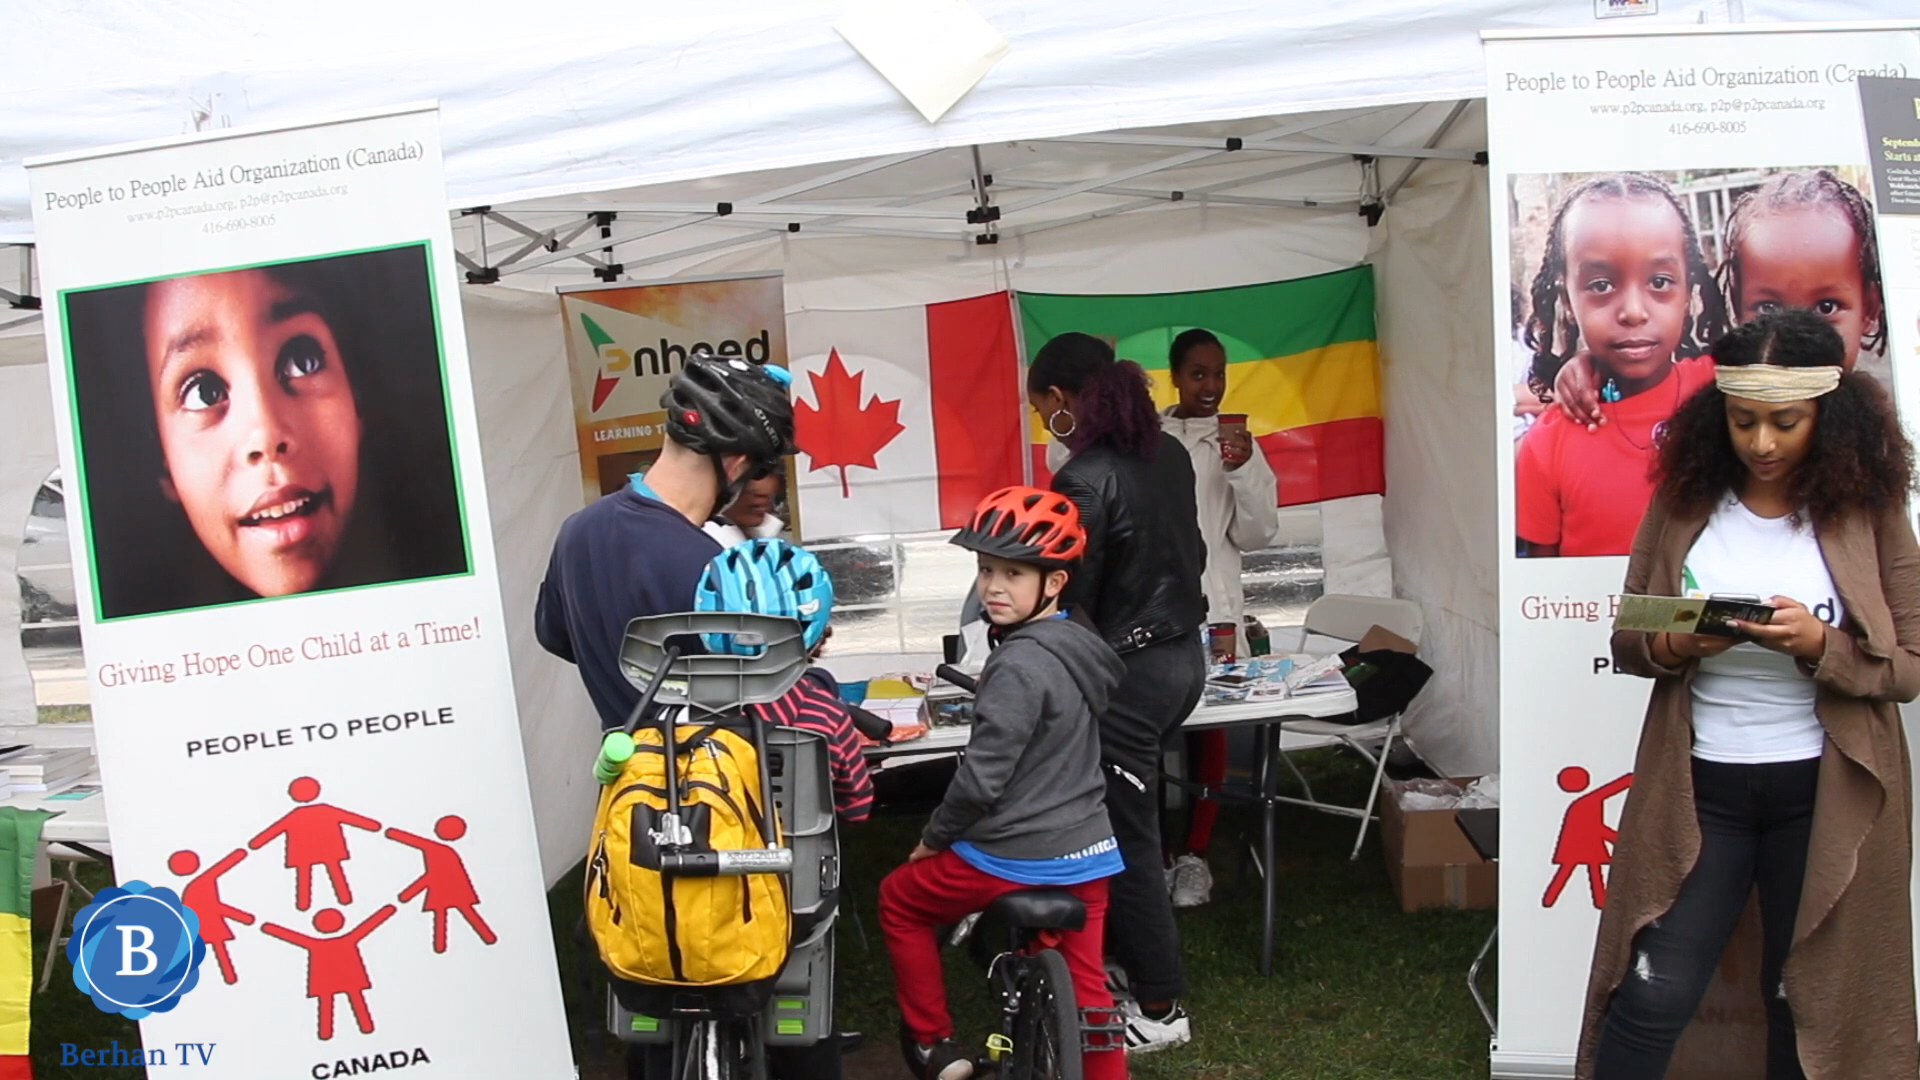 People to People Aid Organization (Canada)
www.p2pcanada.org, p2p@p2pcanada.org
416-690-8005
Giving Hope One Child at a Time!
PEOPLE TO PEOPLE
CANADA
B
Berhan TV
LEARNING
People to People Aid Organization (Canada)
www.p2pcanada.org, p2p@p2pcanada.org
416-690-8005
Giving
Starts